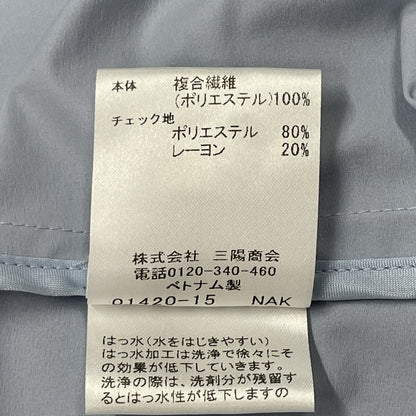 本体 複合繊維
(ポリエステル)100%
チェック地
ポリエステル 80%
レーヨン 20%
株式会社 三陽商会
電話0120-340-460
ベトナム製
01420-15 NAK
はっ水(水をはじきやすい)
はっ水加工は洗浄で徐々にそ
の効果が低下していきます。
洗浄の際は、洗剤分が残留す
るとはっ水性が低下しますの